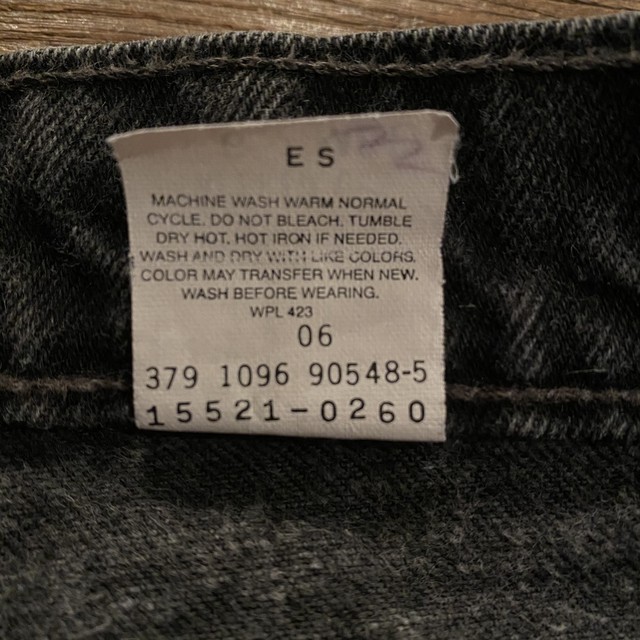 ES
MACHINE WASH WARM NORMAL
CYCLE. DO NOT BLEACH. TUMBLE
DRY HOT. HOT IRON IF NEEDED.
WASH AND DRY WITH LIKE COLORS.
COLOR MAY TRANSFER WHEN NEW.
WASH BEFORE WEARING.
WPL 423
06
379 1096 90548-5
15521-0260